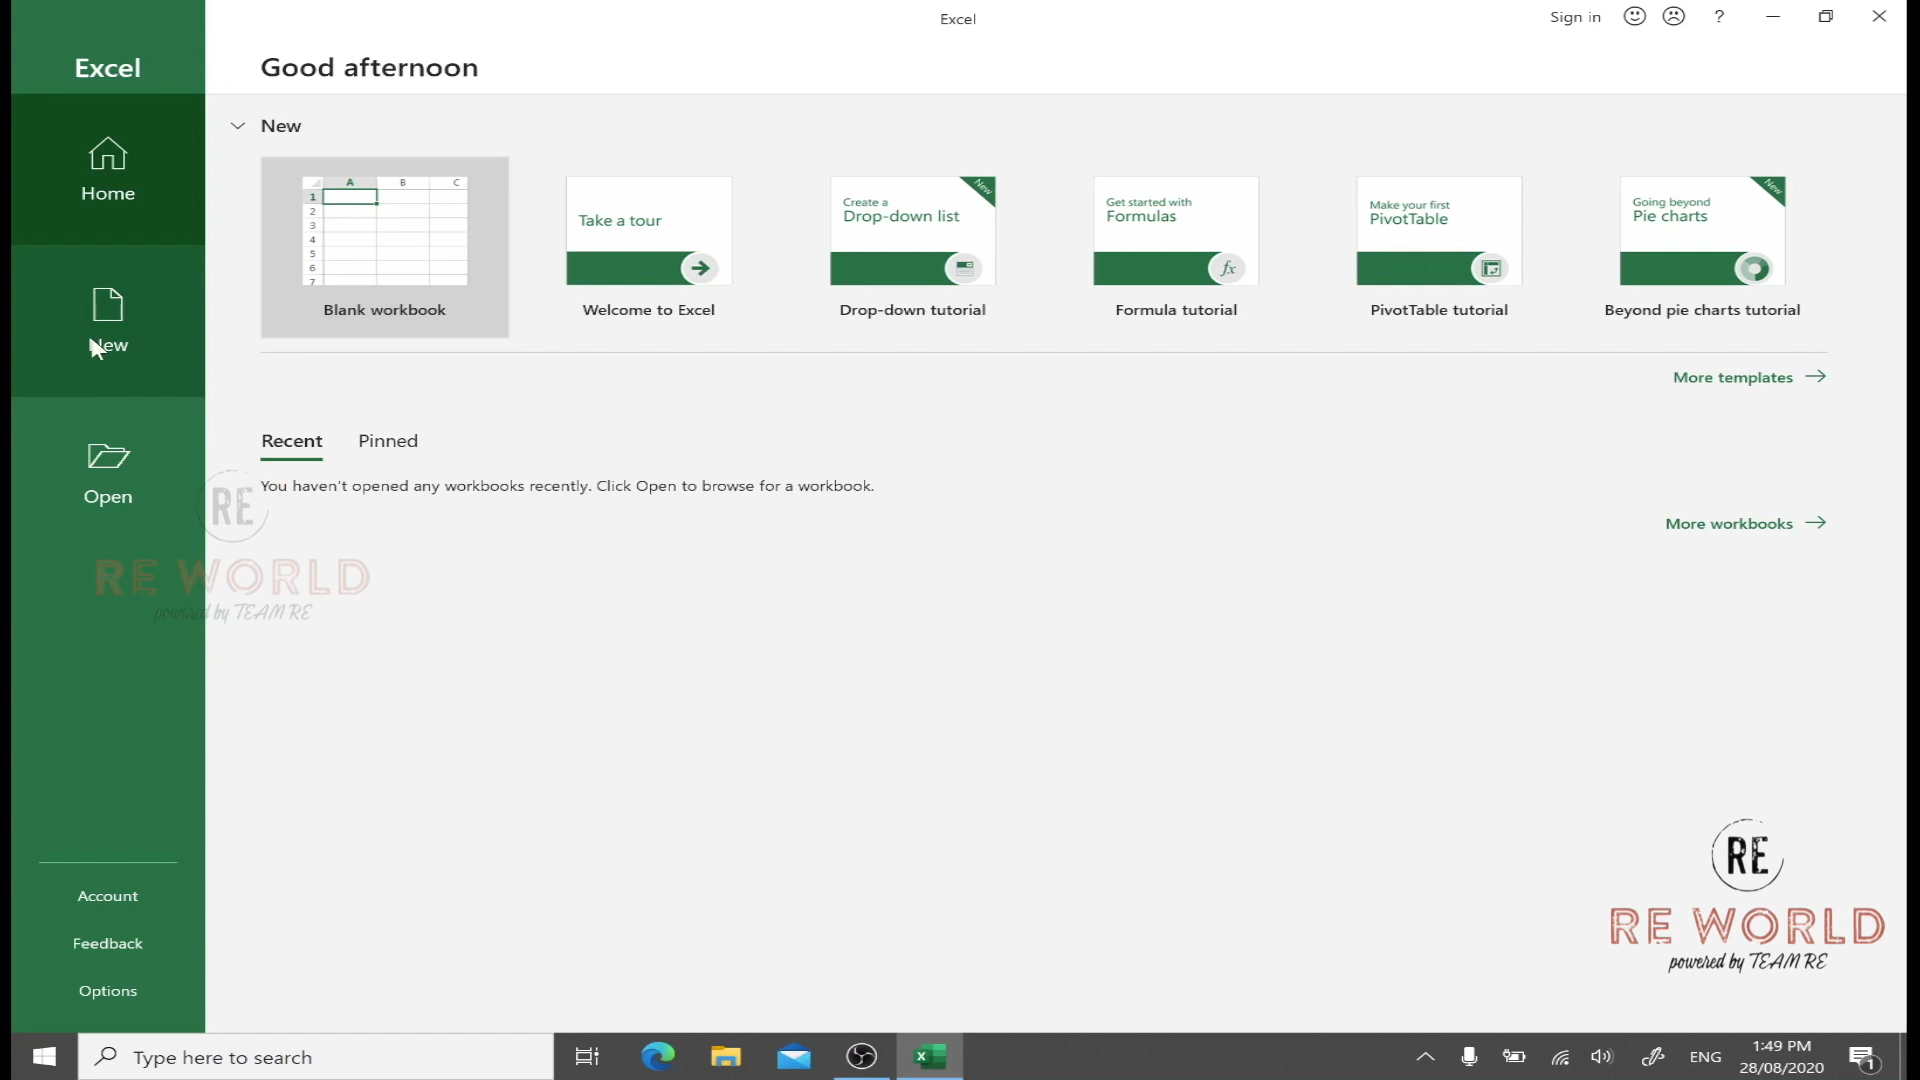 Excel
Sign in
?
Excel
Good afternoon
Home
New
Open
Account
Feedback
Options
New
A B C
1
2
3
4
5
6
7
Blank workbook
Take a tour
Welcome to Excel
New
Create a
Drop-down list
Drop-down tutorial
Get started with
Formulas
fx
Formula tutorial
Make your first
PivotTable
PivotTable tutorial
New
Going beyond
Pie charts
Beyond pie charts tutorial
More templates
Recent Pinned
You haven't opened any workbooks recently. Click Open to browse for a workbook.
More workbooks
RE
RE WORLD
powered by TEAM RE
RE
RE WORLD
powered by TEAM RE
Type here to search
X
ENG
1:49 PM
28/08/2020
1